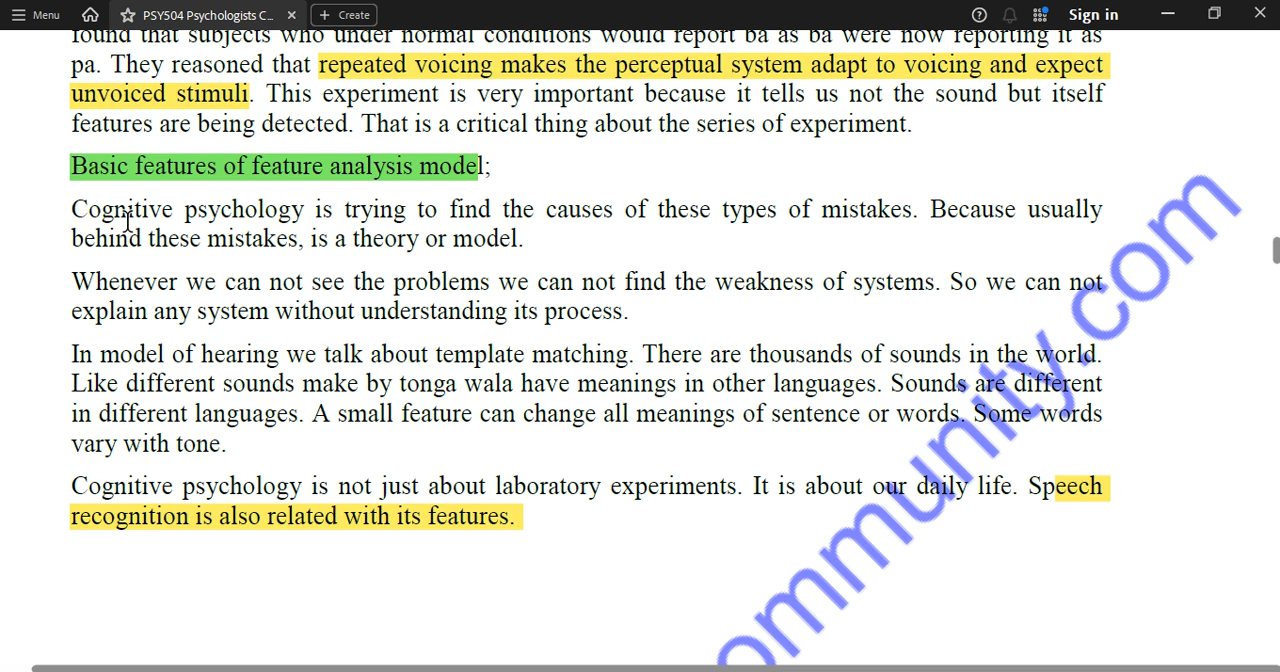 Menu
PSY504 Psychologists C...
Create
Sign in
found that subjects who under normal conditions would report ba as ba were now reporting it as
pa. They reasoned that repeated voicing makes the perceptual system adapt to voicing and expect
unvoiced stimuli. This experiment is very important because it tells us not the sound but itself
features are being detected. That is a critical thing about the series of experiment.
Basic features of feature analysis model;
Cognitive psychology is trying to find the causes of these types of mistakes. Because usually
behind these mistakes, is a theory or model.
Whenever we can not see the problems we can not find the weakness of systems. So we can not
explain any system without understanding its process.
In model of hearing we talk about template matching. There are thousands of sounds in the world.
Like different sounds make by tonga wala have meanings in other languages. Sounds are different
in different languages. A small feature can change all meanings of sentence or words. Some words
vary with tone.
Cognitive psychology is not just about laboratory experiments. It is about our daily life. Speech
recognition is also related with its features.
ommunity.com